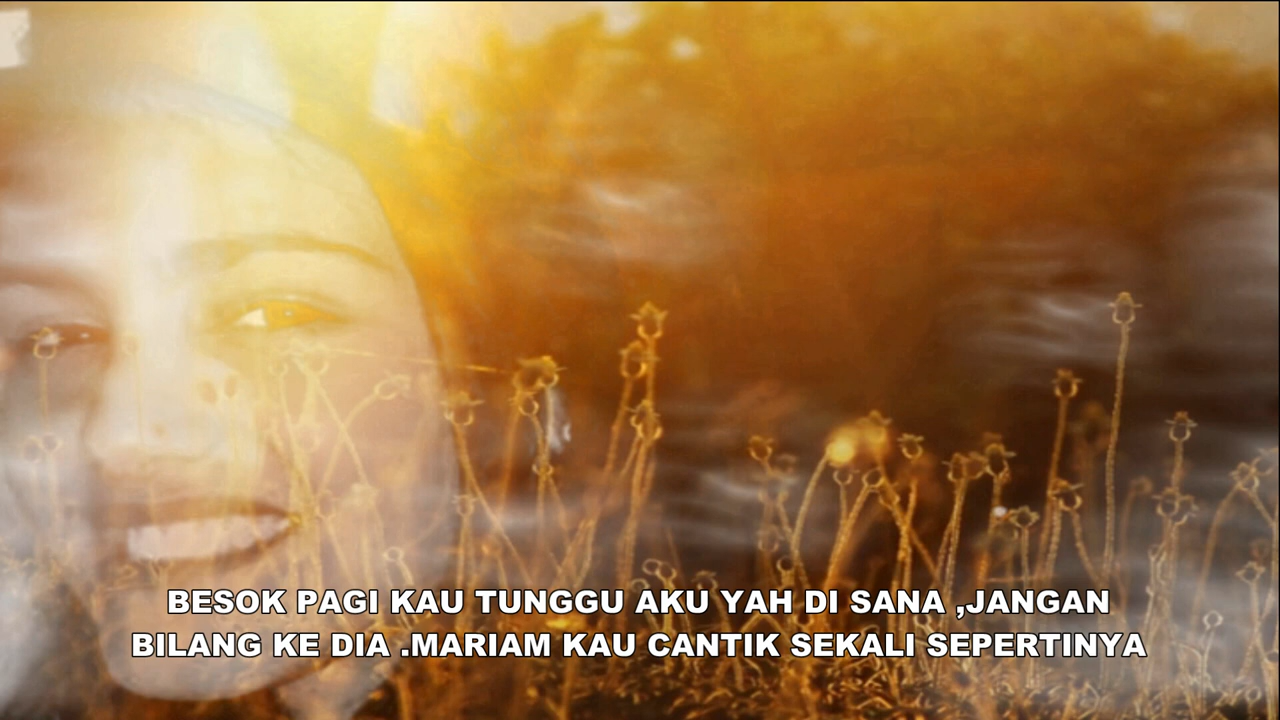 BESOK PAGI KAU TUNGGU AKU YAH DI SANA ,JANGAN
BILANG KE DIA .MARIAM KAU CANTIK SEKALI SEPERTINYA